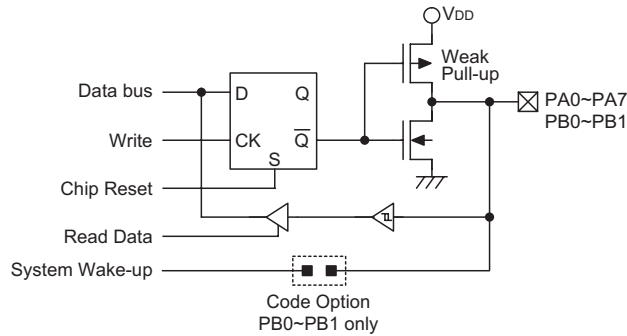 VDD
Weak
Pull-up
Data bus
D
Q
PA0~PA7
PB0~PB1
Write
CK
Q̅
S
Chip Reset
Read Data
System Wake-up
Code Option
PB0~PB1 only